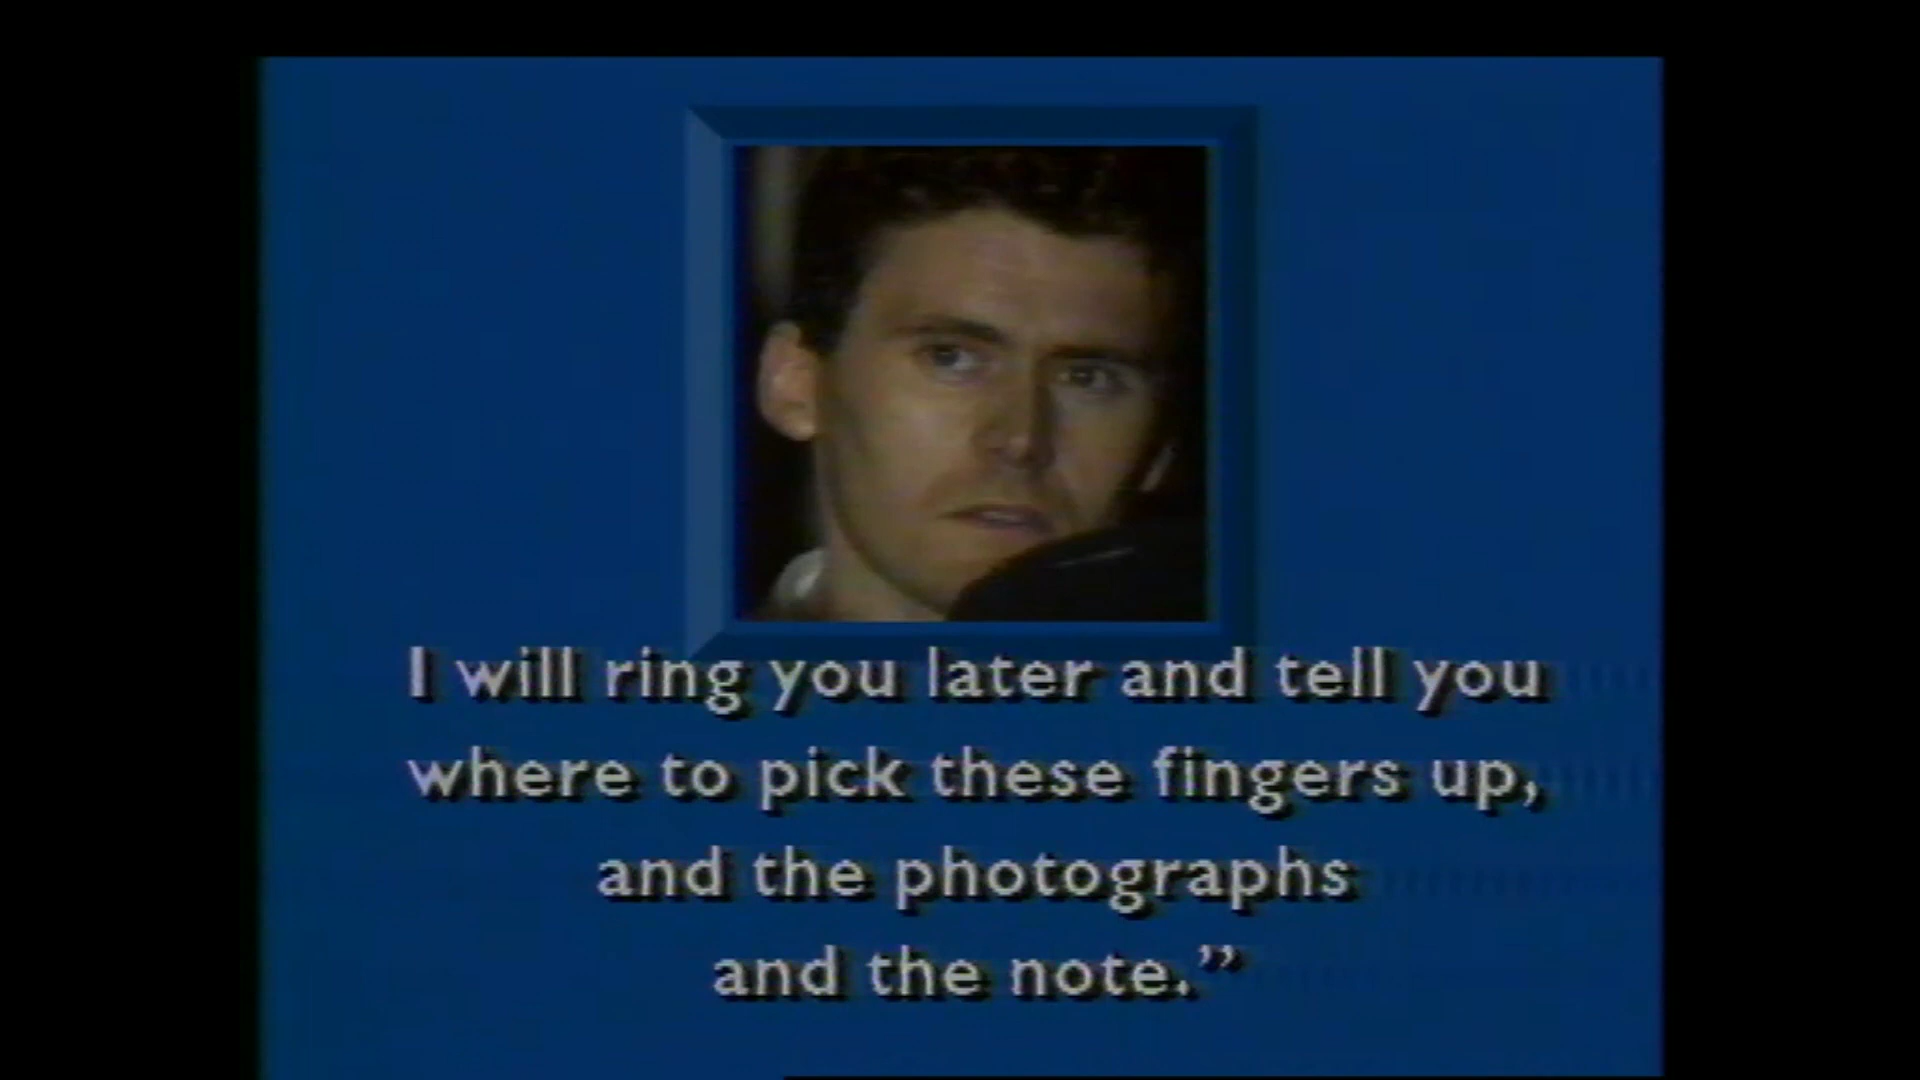 I will ring you later and tell you
where to pick these fingers up,
and the photographs
and the note.”